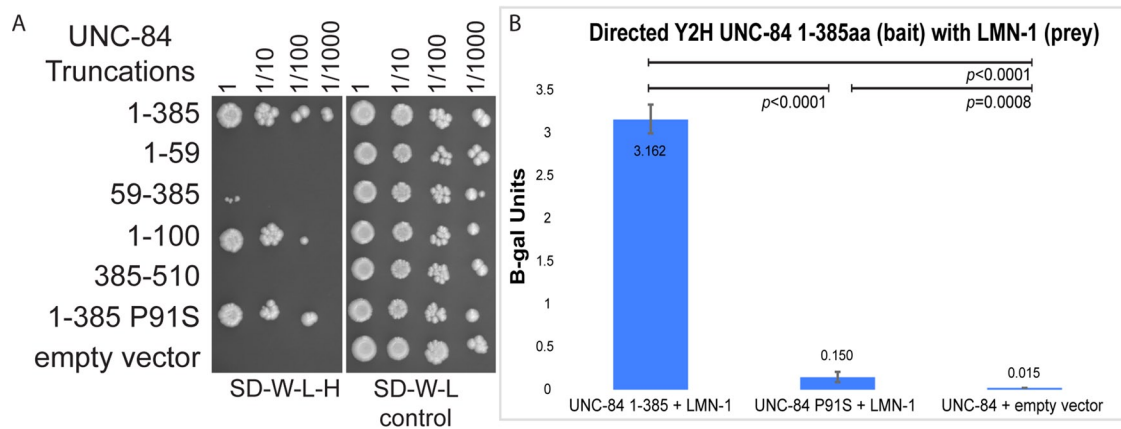 A
UNC-84
Truncations
1
1/10
1/100
1/1000
1
1/10
1/100
1/1000
1-385
1-59
59-385
1-100
385-510
1-385 P91S
empty vector
SD-W-L-H
SD-W-L
control
B
Directed Y2H UNC-84 1-385aa (bait) with LMN-1 (prey)
p<0.0001
p<0.0001
p=0.0008
B-gal Units
3.5
3
2.5
2
1.5
1
0.5
0
3.162
0.150
0.015
UNC-84 1-385 + LMN-1
UNC-84 P91S + LMN-1
UNC-84 + empty vector